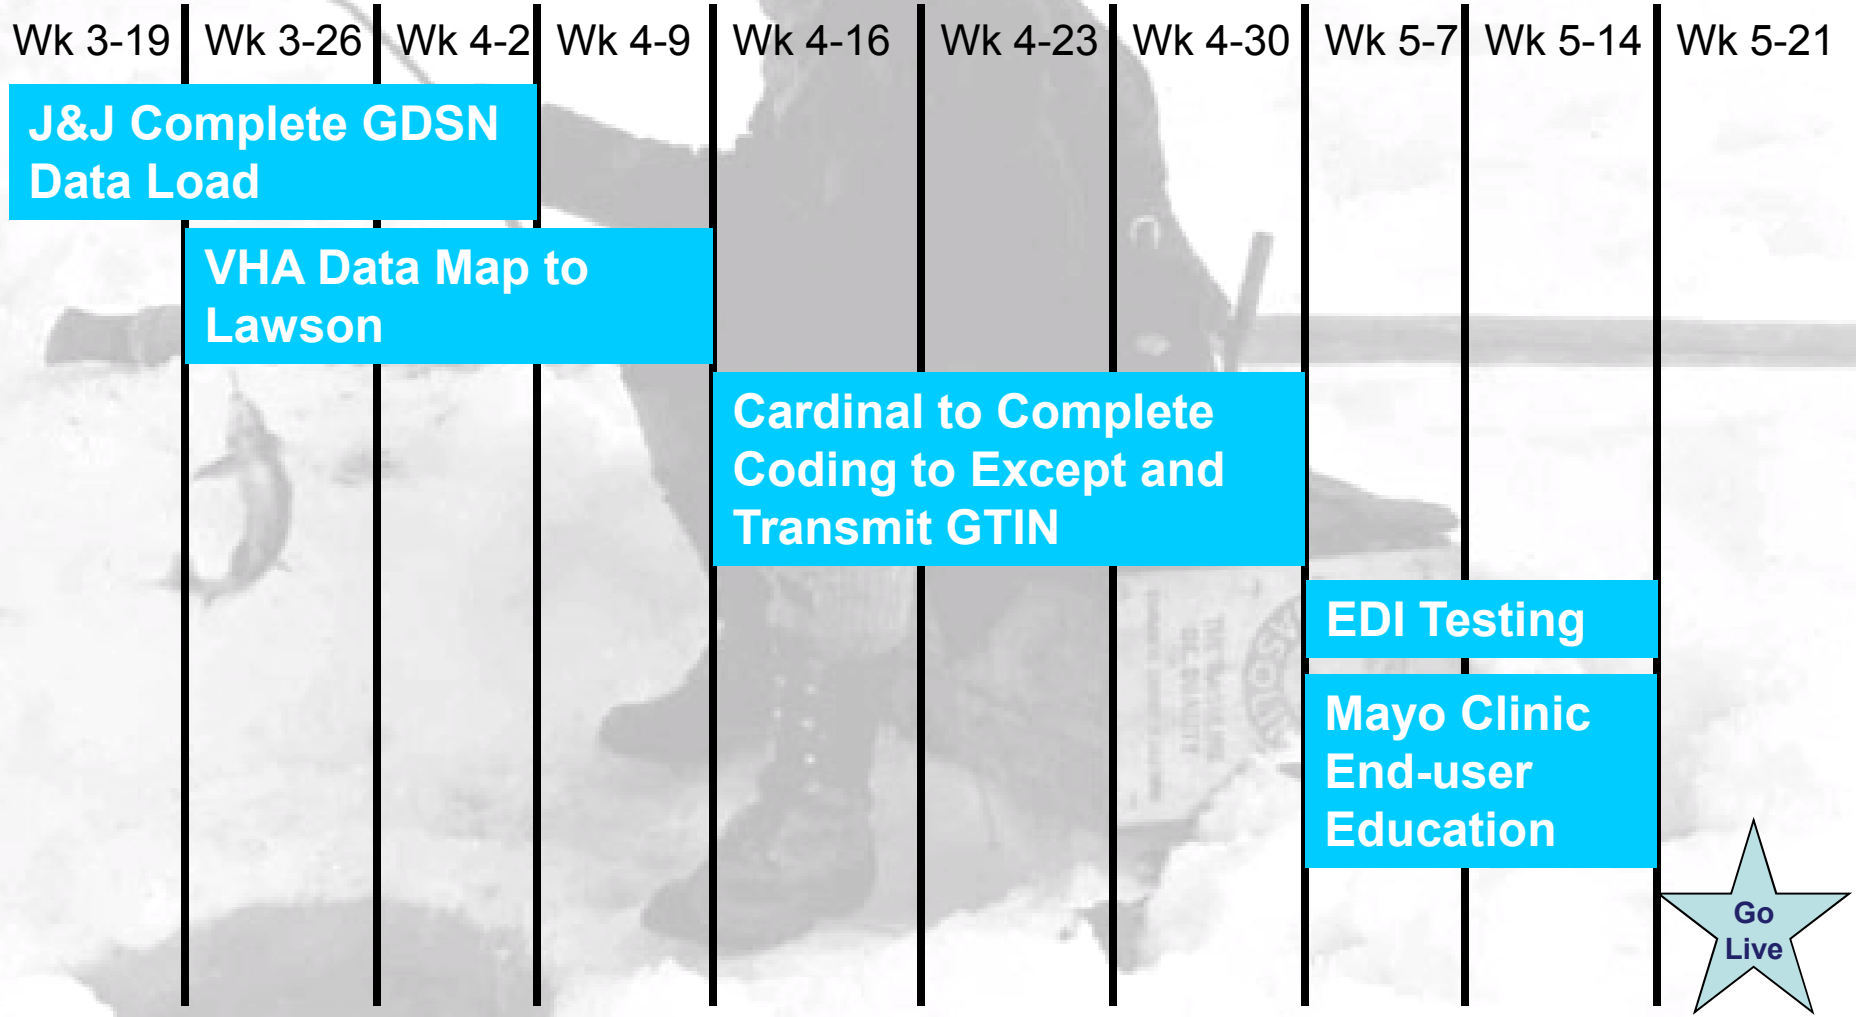 Wk 3-19 Wk 3-26 Wk 4-2 Wk 4-9 Wk 4-16 Wk 4-23 Wk 4-30 Wk 5-7 Wk 5-14 Wk 5-21
J&J Complete GDSN
Data Load
VHA Data Map to
Lawson
Cardinal to Complete
Coding to Except and
Transmit GTIN
EDI Testing
Mayo Clinic
End-user
Education
Go
Live